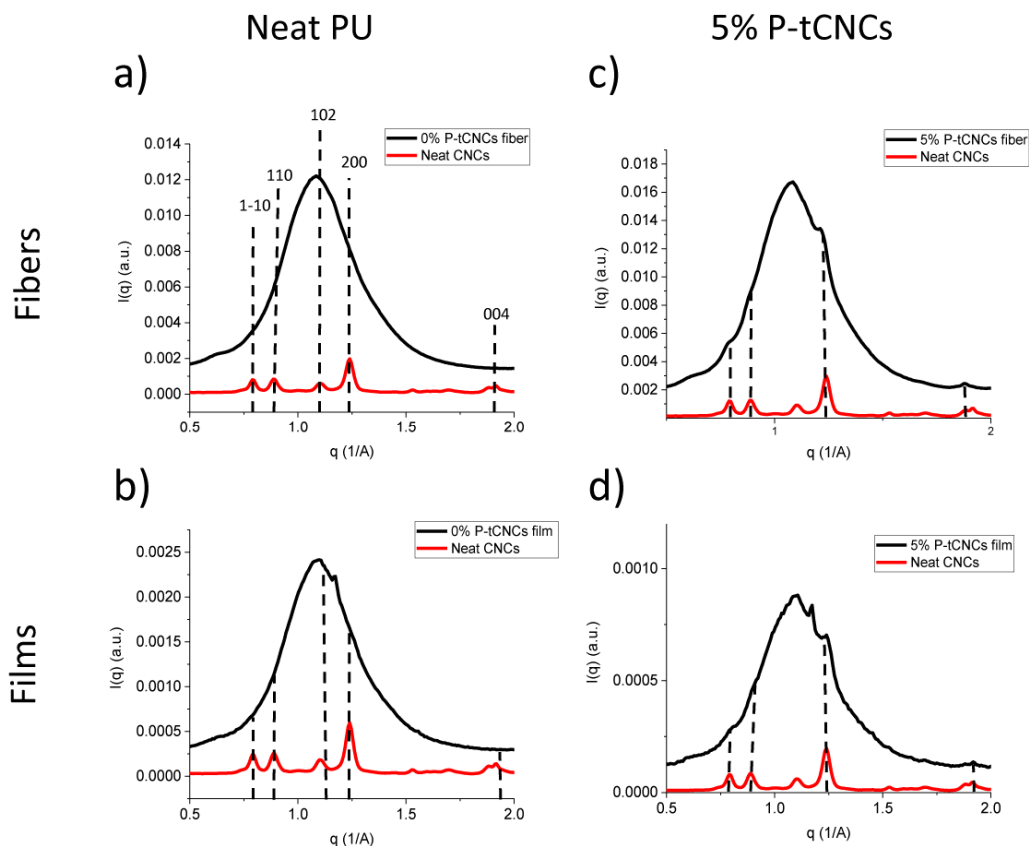 Neat PU
5% P-tCNCs
Fibers
Films
a)
0% P-tCNCs fiber
Neat CNCs
1-10
110
102
200
004
0.014
0.012
0.010
0.008
0.006
0.004
0.002
0.000
I(q) (a.u.)
0.5
1.0
1.5
2.0
q (1/A)
c)
5% P-tCNCs fiber
Neat CNCs
0.018
0.016
0.014
0.012
0.010
0.008
0.006
0.004
0.002
I(q) (a.u.)
1
2
q (1/A)
b)
0% P-tCNCs film
Neat CNCs
0.0025
0.0020
0.0015
0.0010
0.0005
0.0000
I(q) (a.u.)
0.5
1.0
1.5
2.0
q (1/A)
d)
5% P-tCNCs film
Neat CNCs
0.0010
0.0005
0.0000
I(q) (a.u.)
0.5
1.0
1.5
2.0
q (1/A)